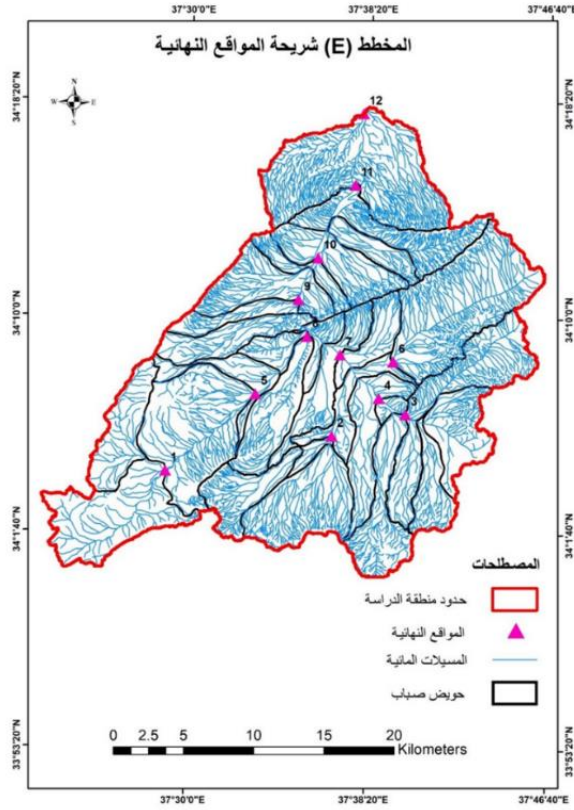 37°30'0"E 37°38'20"E 37°46'40"E
المخطط (E) شريحة المواقع النهائية
N
W E
S
34°18'20"N 34°18'20"N
12
11
10
34°10'0"N 34°10'0"N
9
8
7
6
5
4
3
2
1
34°1'40"N 34°1'40"N
المصطلحات
حدود منطقة الدراسة
المواقع النهائية
المسيلات المائية
حويض صباب
0 2.5 5 10 15 20
Kilometers
33°53'20"N 33°53'20"N
37°30'0"E 37°38'20"E 37°46'40"E